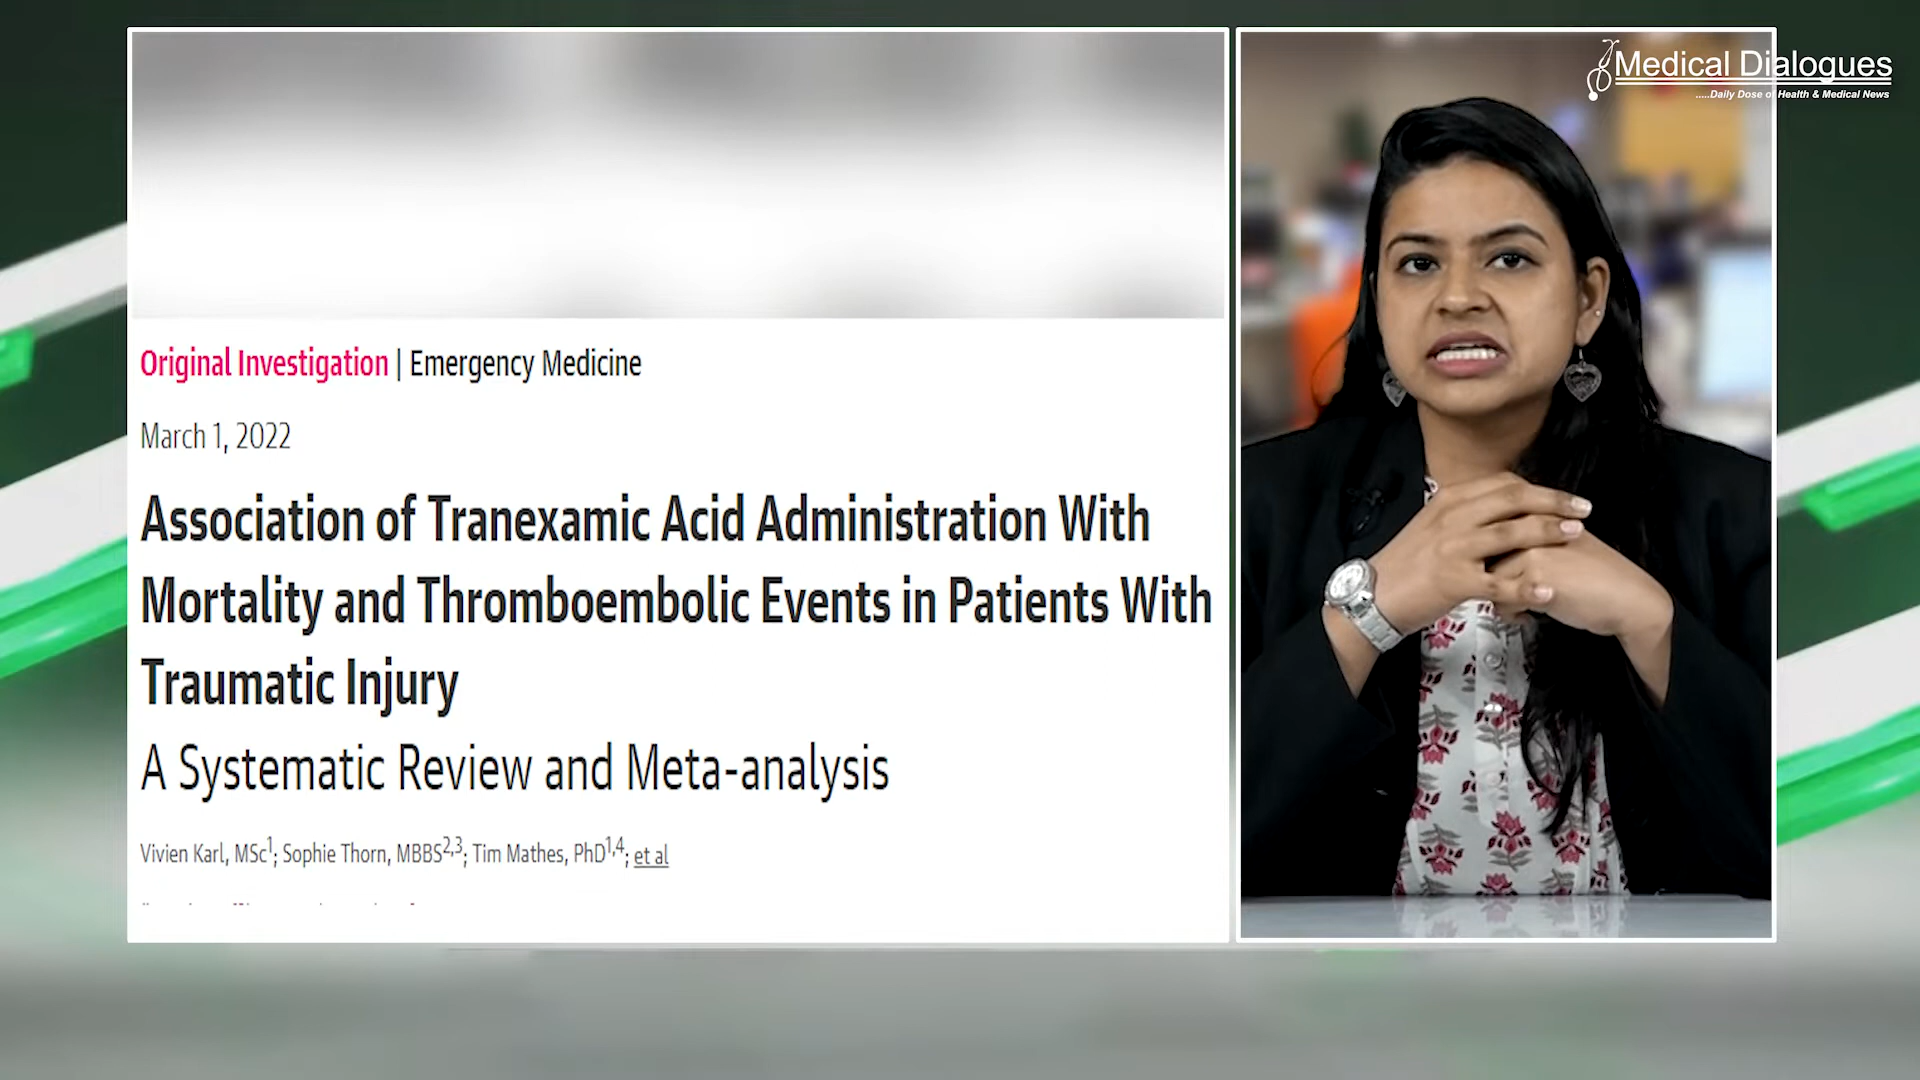 Medical Dialogues
.....Daily Dose of Health & Medical News
Original Investigation | Emergency Medicine
March 1, 2022
Association of Tranexamic Acid Administration With
Mortality and Thromboembolic Events in Patients With
Traumatic Injury
A Systematic Review and Meta-analysis
Vivien Karl, MSc1; Sophie Thorn, MBBS2,3; Tim Mathes, PhD1,4; et al